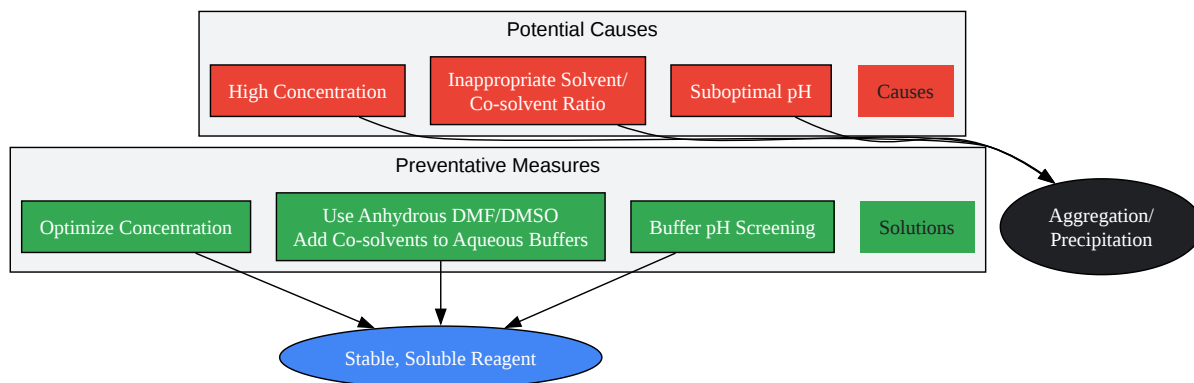 Potential Causes
High Concentration
Inappropriate Solvent/
Co-solvent Ratio
Suboptimal pH
Causes
Preventative Measures
Optimize Concentration
Use Anhydrous DMF/DMSO
Add Co-solvents to Aqueous Buffers
Buffer pH Screening
Solutions
Aggregation/
Precipitation
Stable, Soluble Reagent